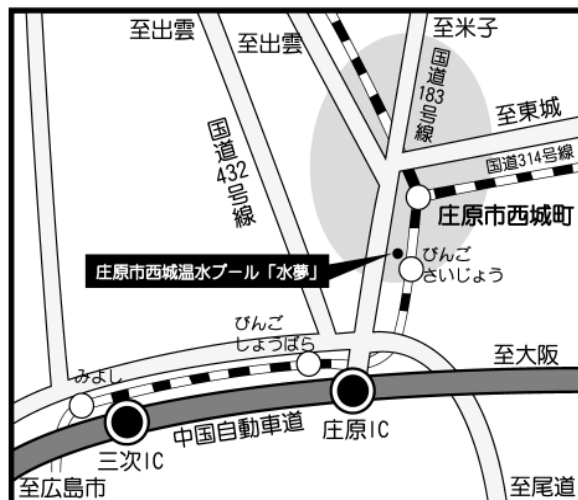 至出雲
至出雲
至米子
国道183号線
至東城
国道432号線
国道314号線
庄原市西城町
庄原市西城温水プール「水夢」
びんご
さいじょう
びんご
しょうばら
みよし
至大阪
中国自動車道
庄原IC
三次IC
至広島市
至尾道